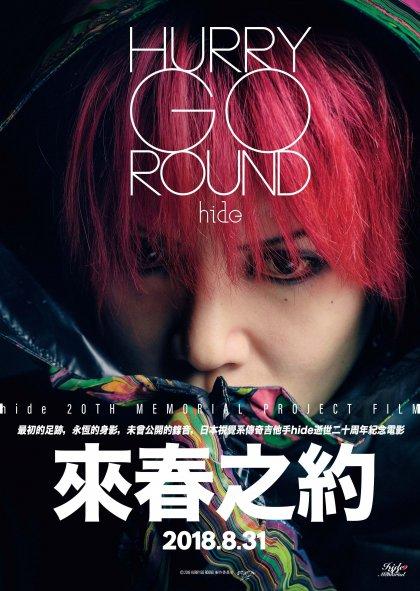 HURRY
GO
ROUND
hide
hide 20TH MEMORIAL PROJECT FILM
最初的足跡，永恆的身影，未曾公開的錄音，日本視覺系傳奇吉他手hide逝世二十周年紀念電影
來春之約
2018.8.31
hide
Memorial